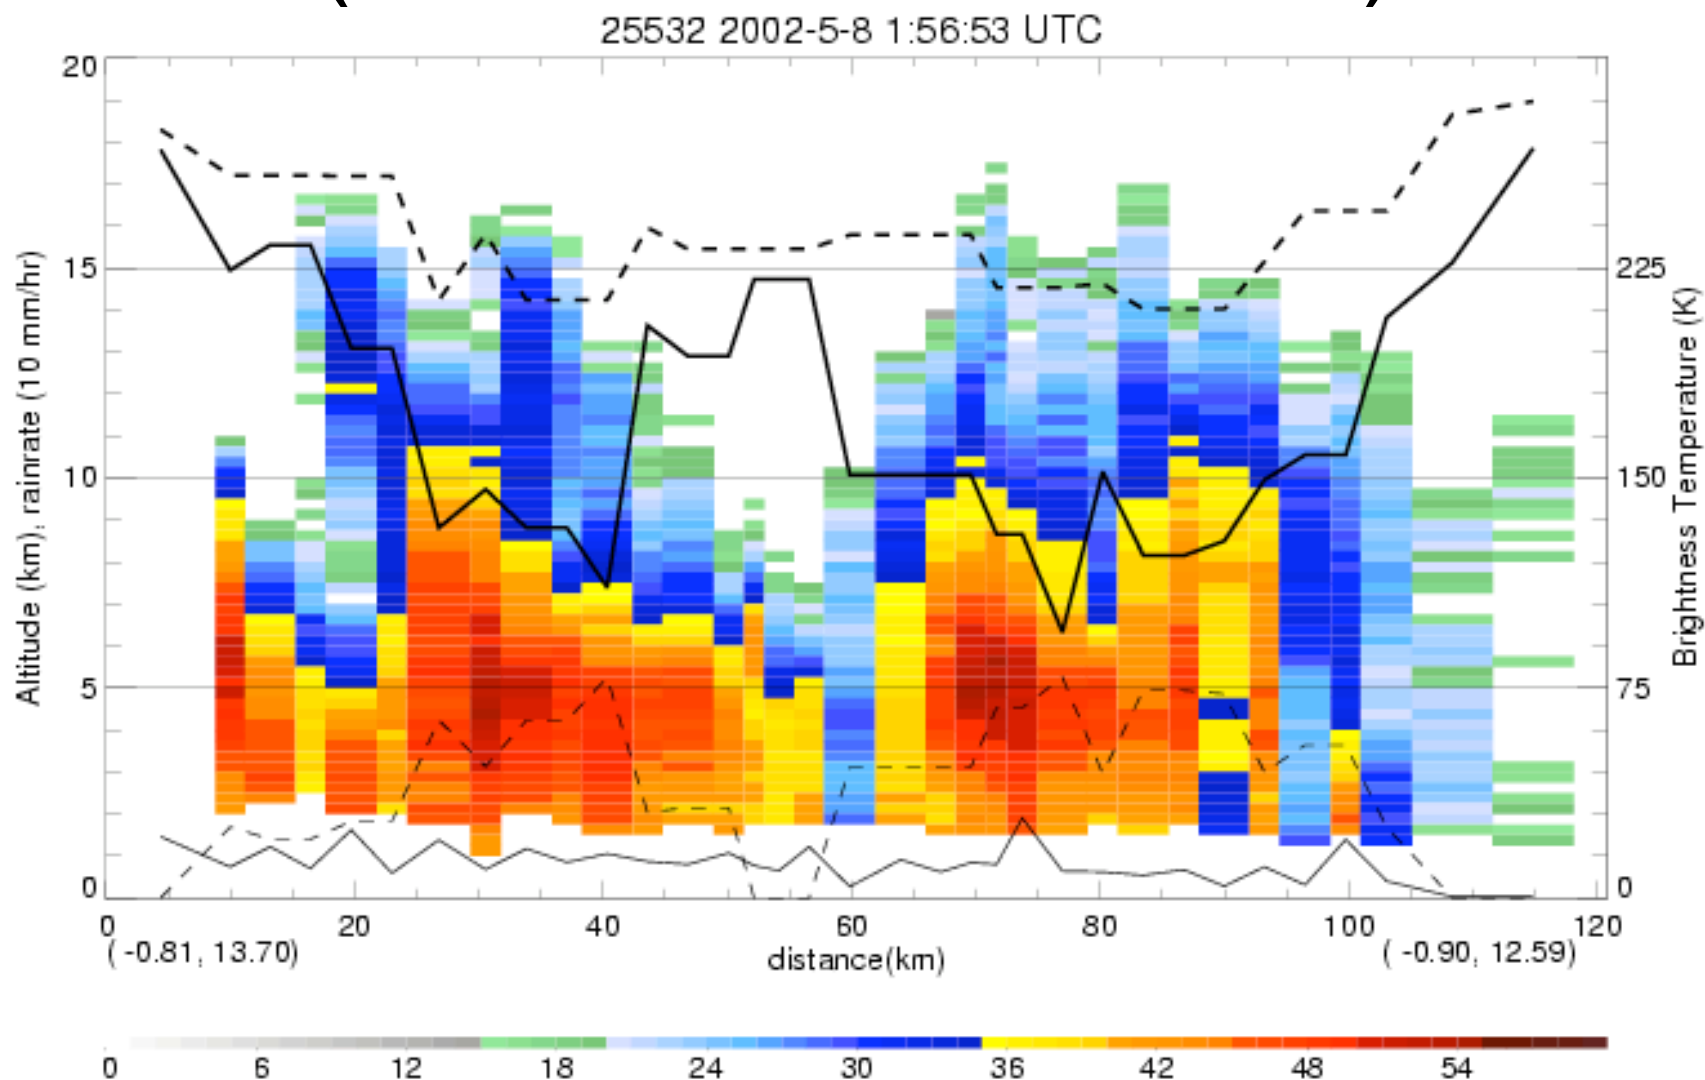 25532 2002-5-8 1:56:53 UTC
Altitude (km), rainrate (10 mm/hr)
20
15
10
5
0
225
150
75
0
Brightness Temperature (K)
0 20 40 60 80 100 120
( -0.81, 13.70) distance(km) ( -0.90, 12.59)
0 6 12 18 24 30 36 42 48 54